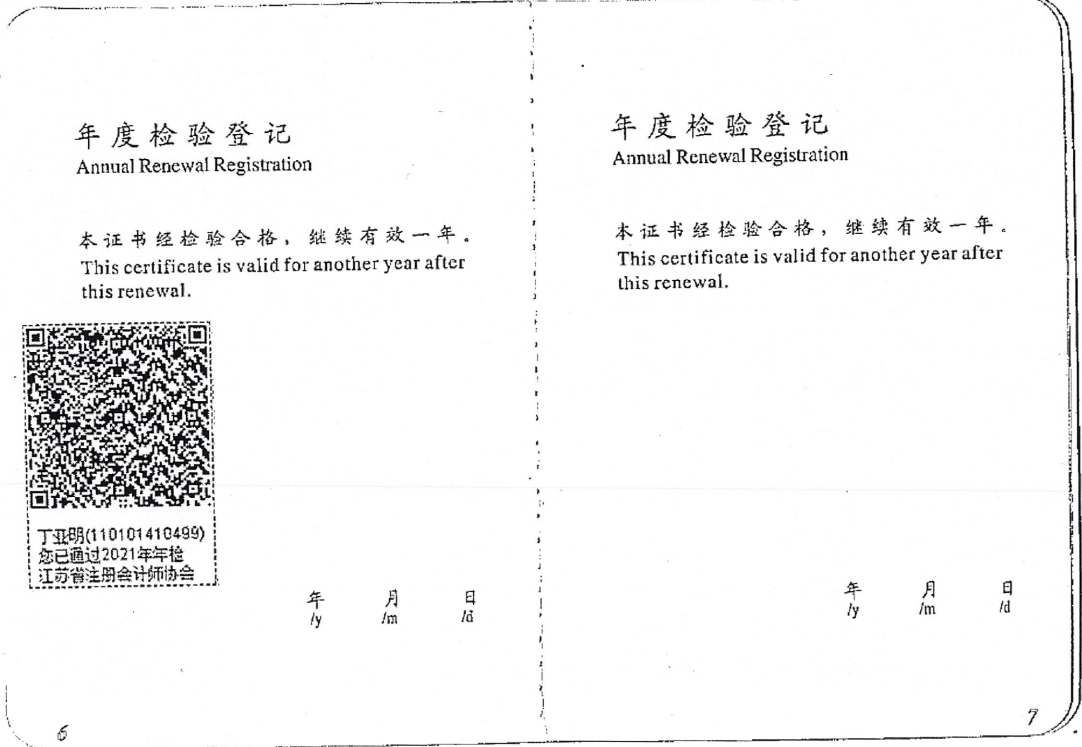 年度检验登记
Annual Renewal Registration
本证书经检验合格，继续有效一年。
This certificate is valid for another year after
this renewal.
丁亚明(110101410499)
您已通过2021年年检
江苏省注册会计师协会
年 月 日
/y /m /d
6
年度检验登记
Annual Renewal Registration
本证书经检验合格，继续有效一年。
This certificate is valid for another year after
this renewal.
年 月 日
/y /m /d
7